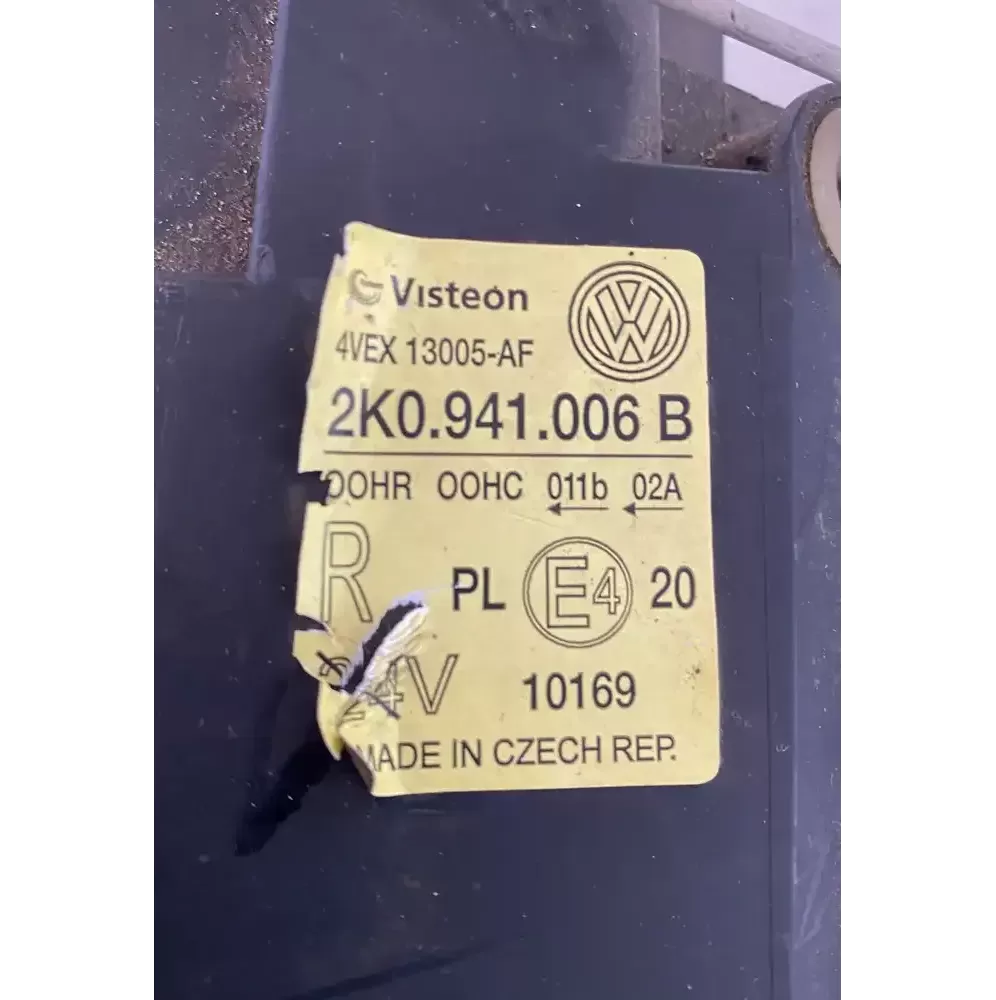 Visteon
4VEX 13005-AF
2K0.941.006 B
OOHR OOHC 011b 02A
R PL E4 20
24V 10169
MADE IN CZECH REP.